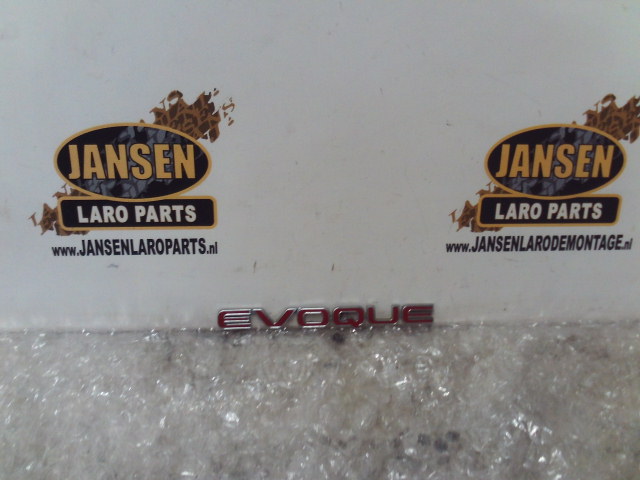 JANSEN
LARO PARTS
www.JANSENLAROPARTS.nl
JANSEN
LARO PARTS
www.JANSENLARODEMONTAGE.nl
EVOQUE